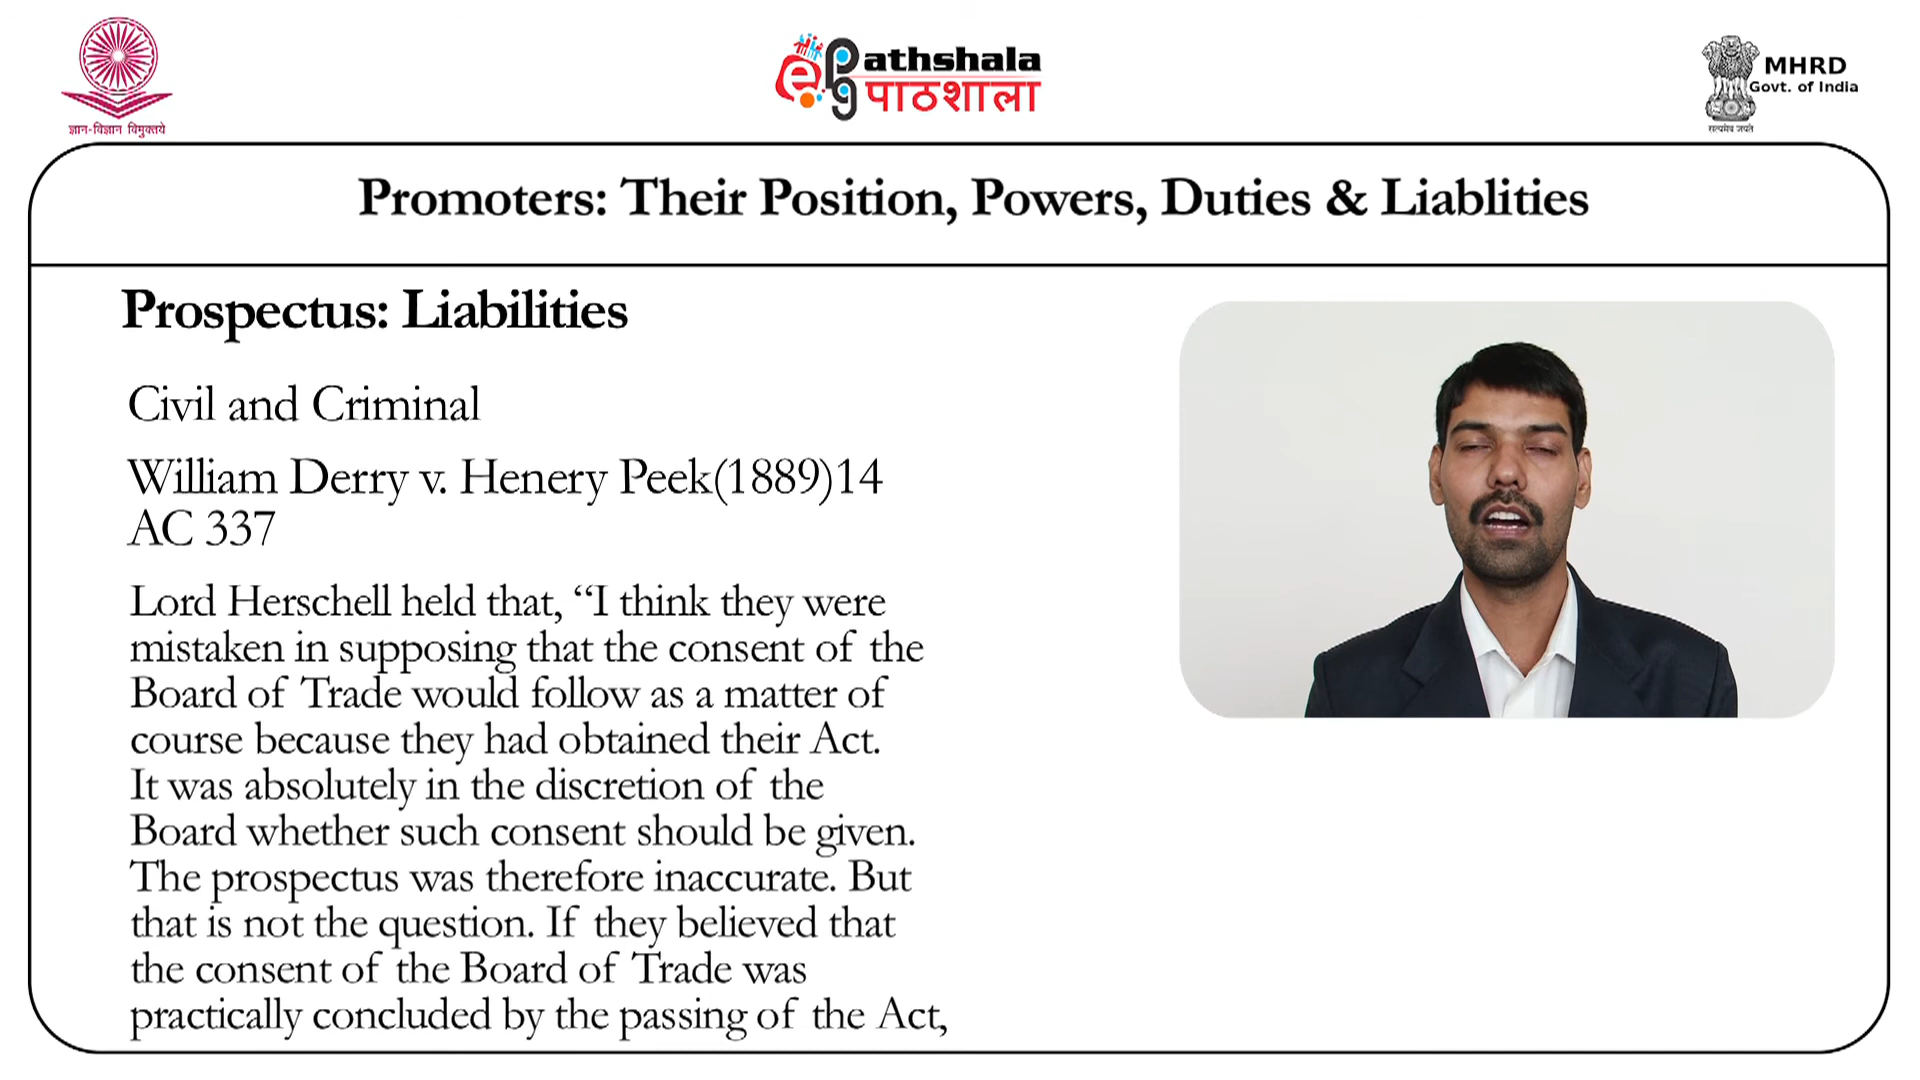 ज्ञान-विज्ञान विमुक्तये
ePGathshala
पाठशाला
MHRD
Govt. of India
सत्यमेव जयते
Promoters: Their Position, Powers, Duties & Liablities
Prospectus: Liabilities
Civil and Criminal
William Derry v. Henery Peek(1889)14
AC 337
Lord Herschell held that, “I think they were
mistaken in supposing that the consent of the
Board of Trade would follow as a matter of
course because they had obtained their Act.
It was absolutely in the discretion of the
Board whether such consent should be given.
The prospectus was therefore inaccurate. But
that is not the question. If they believed that
the consent of the Board of Trade was
practically concluded by the passing of the Act,